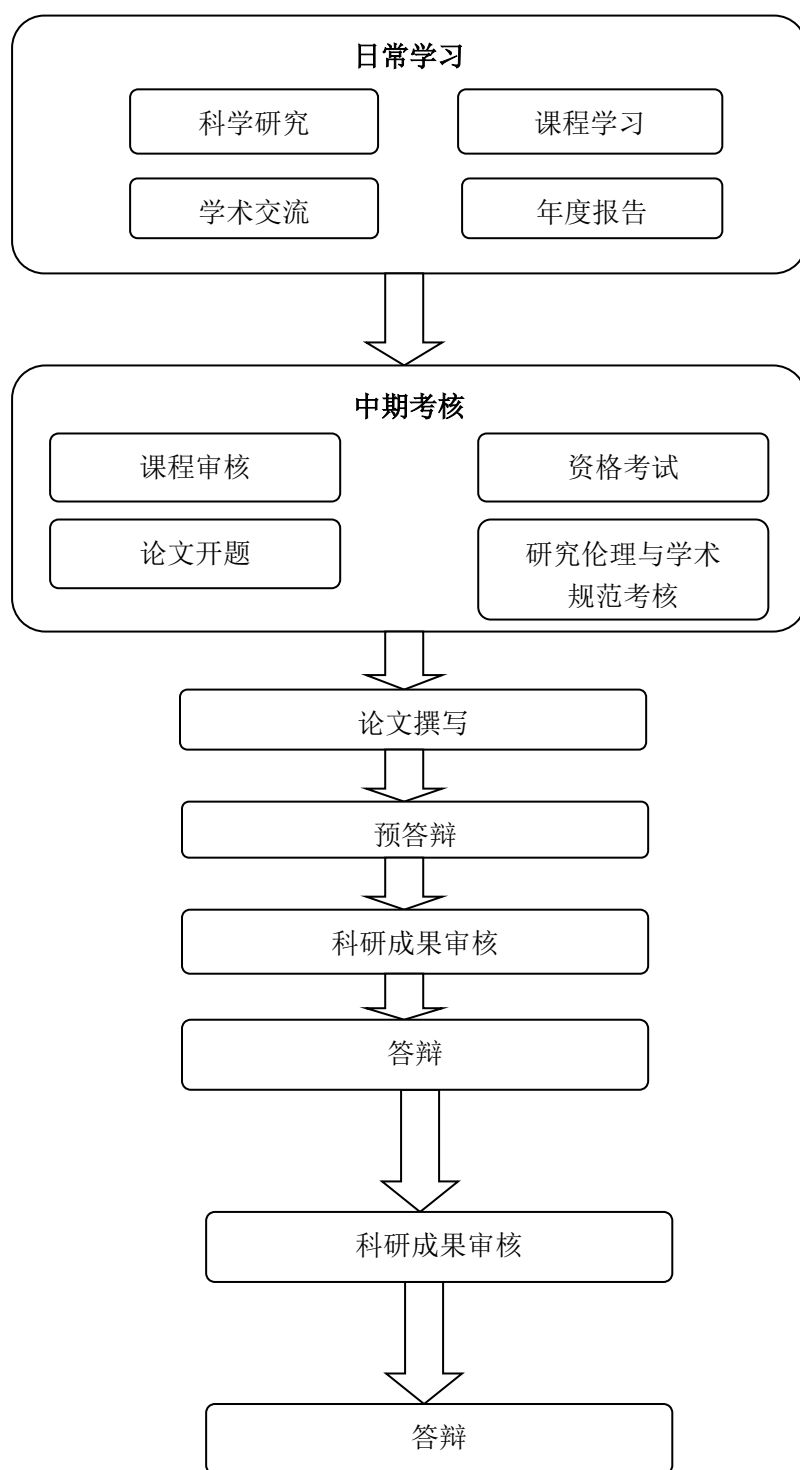 日常学习
科学研究
课程学习
学术交流
年度报告
中期考核
课程审核
资格考试
论文开题
研究伦理与学术
规范考核
论文撰写
预答辩
科研成果审核
答辩
科研成果审核
答辩